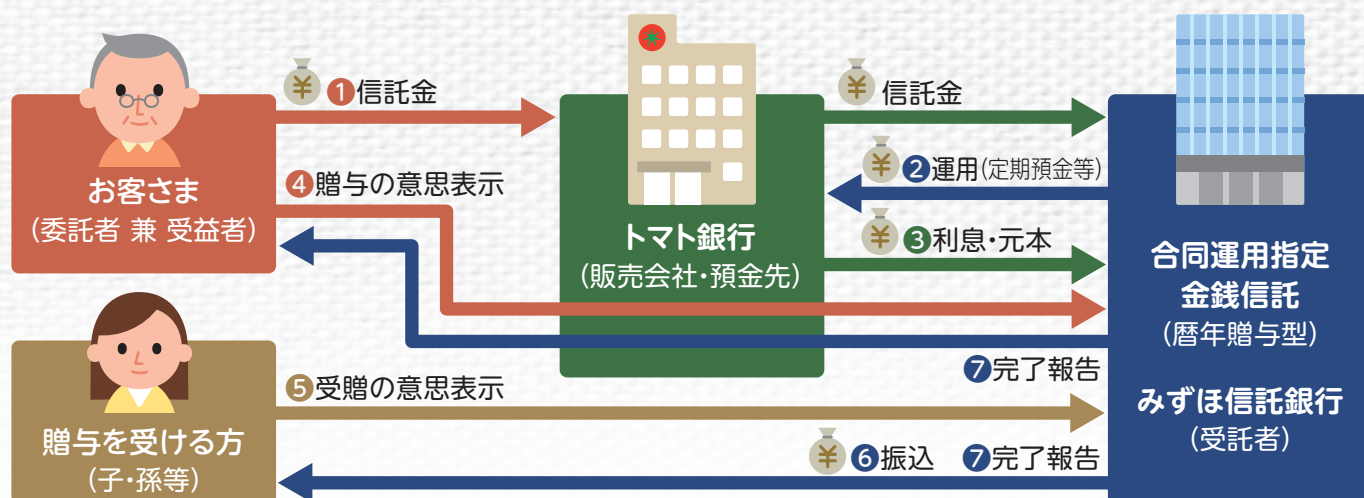 ¥ ❶信託金
¥ 信託金
¥ ❷運用(定期預金等)
❹贈与の意思表示
お客さま
(委託者 兼 受益者)
トマト銀行
(販売会社・預金先)
¥ ❸利息・元本
合同運用指定
金銭信託
(暦年贈与型)
❼完了報告
❺受贈の意思表示
みずほ信託銀行
(受託者)
贈与を受ける方
(子・孫等)
¥ ❻振込 ❼完了報告